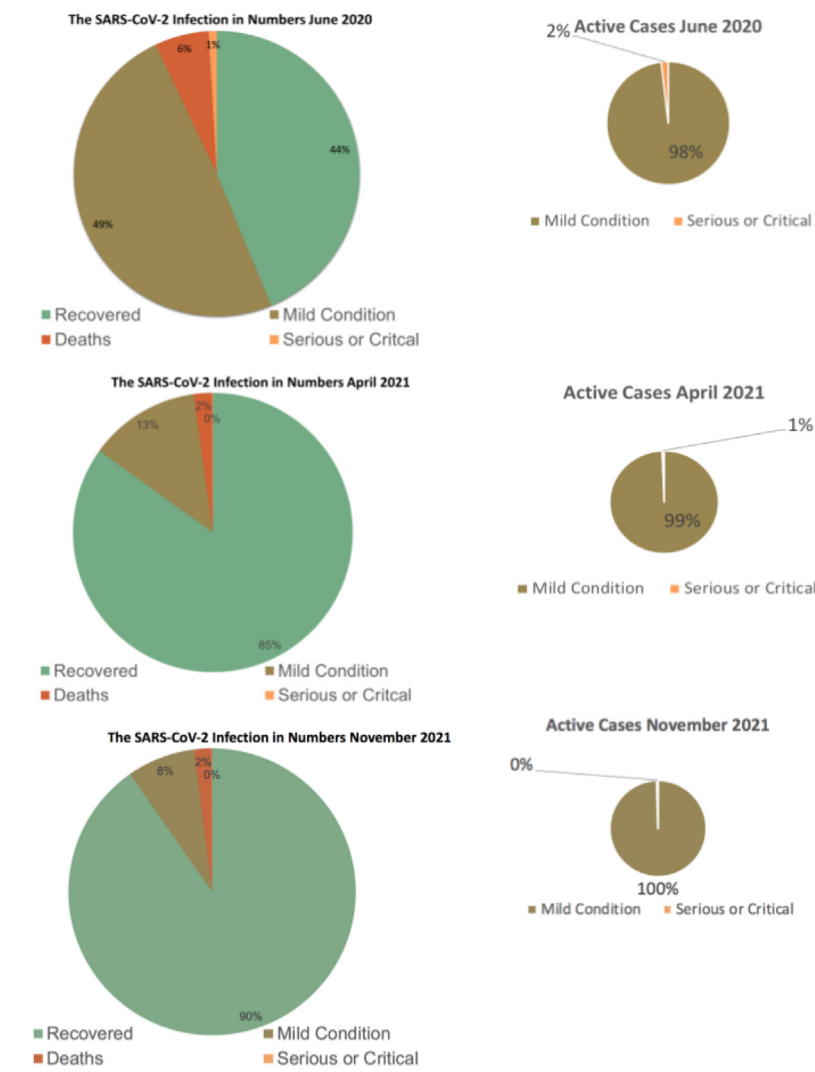 The SARS-CoV-2 Infection in Numbers June 2020
6%
1%
44%
49%
Recovered
Mild Condition
Deaths
Serious or Critcal
Active Cases June 2020
2%
98%
Mild Condition
Serious or Critical
The SARS-CoV-2 Infection in Numbers April 2021
2%
0%
13%
85%
Recovered
Mild Condition
Deaths
Serious or Critcal
Active Cases April 2021
1%
99%
Mild Condition
Serious or Critical
The SARS-CoV-2 Infection in Numbers November 2021
2%
0%
8%
90%
Recovered
Mild Condition
Deaths
Serious or Critical
Active Cases November 2021
0%
100%
Mild Condition
Serious or Critical